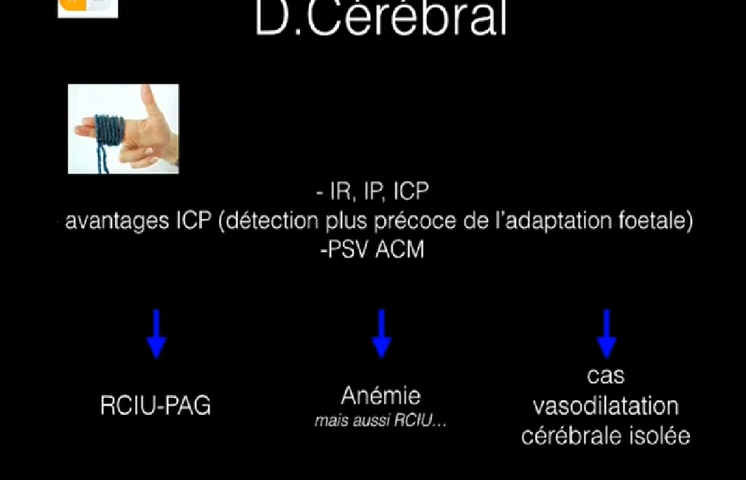 D.Cérébral
- IR, IP, ICP
avantages ICP (détection plus précoce de l'adaptation foetale)
-PSV ACM
RCIU-PAG
Anémie
mais aussi RCIU...
cas
vasodilatation
cérébrale isolée